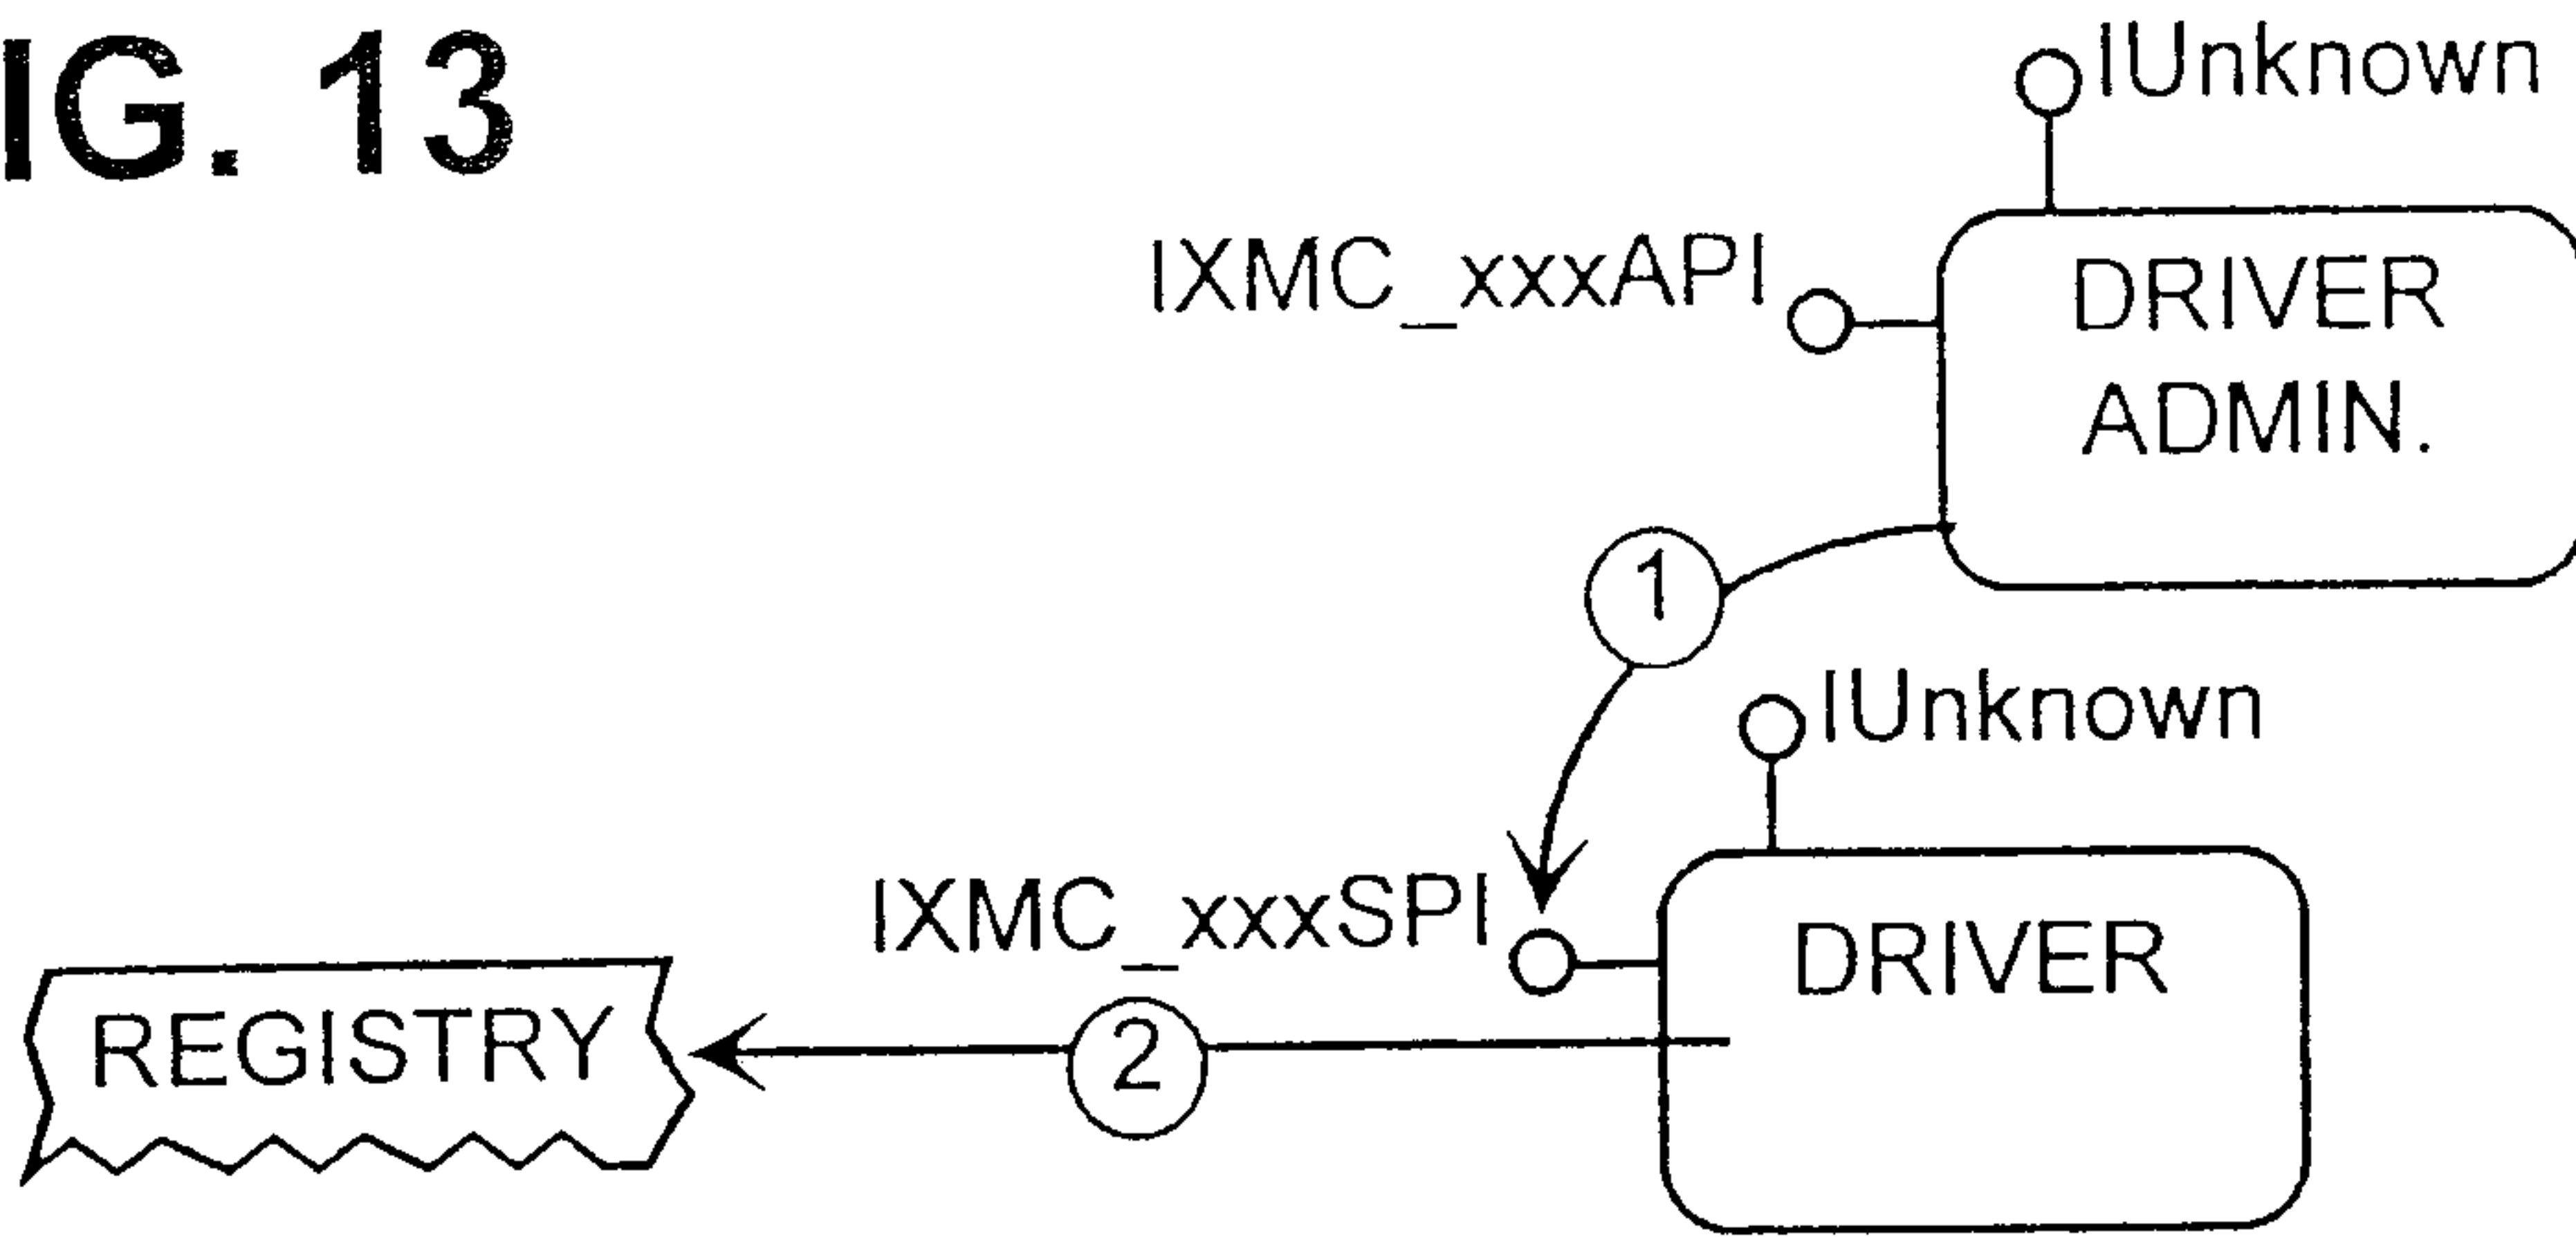 IG. 13
IUnknown
IXMC_xxxAPI
DRIVER
ADMIN.
1
IUnknown
IXMC_xxxSPI
DRIVER
REGISTRY
2